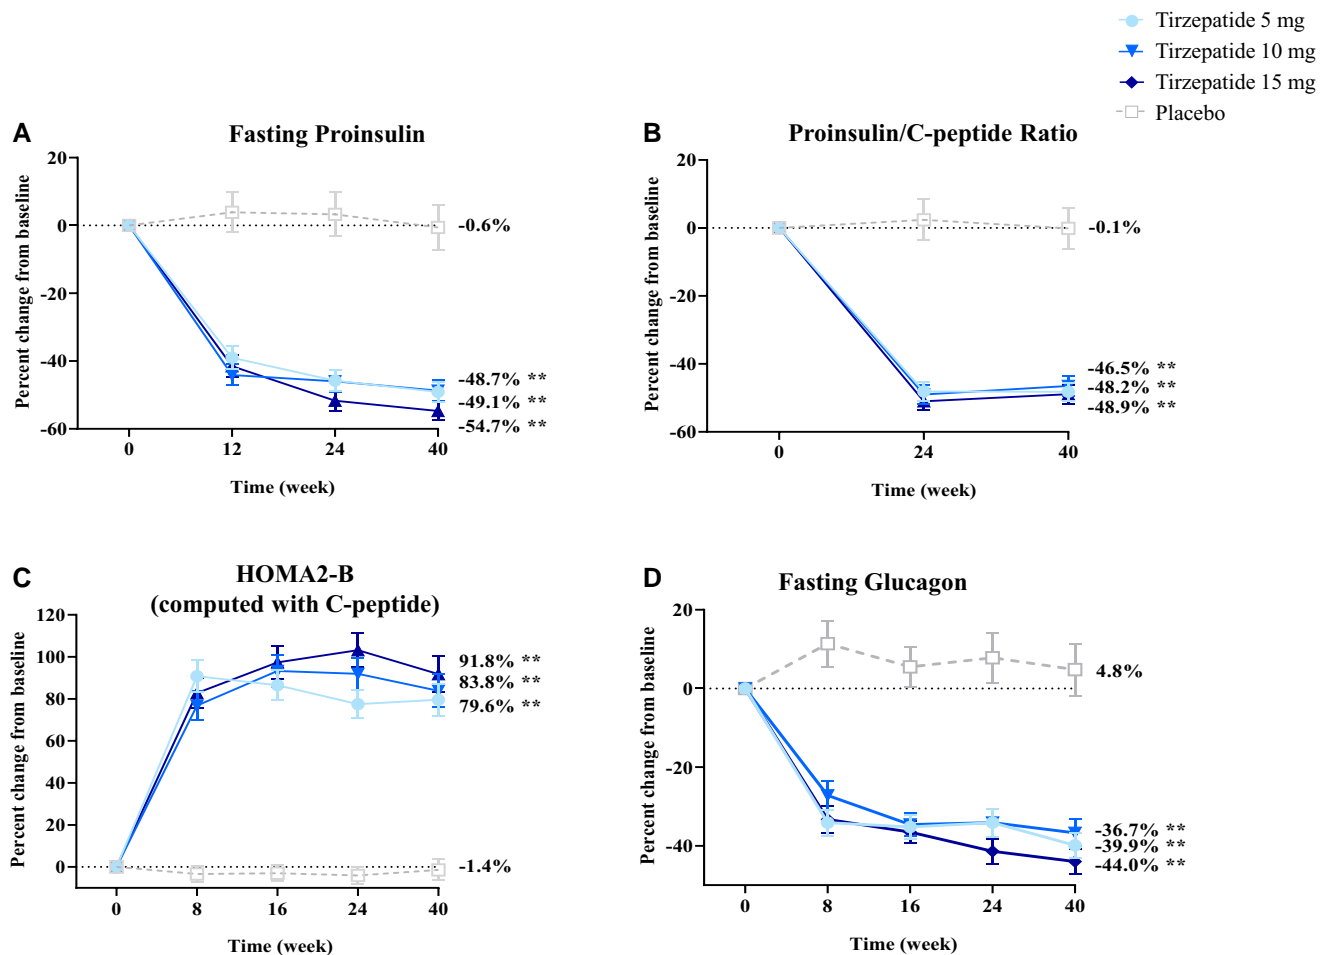 Tirzepatide 5 mg
Tirzepatide 10 mg
Tirzepatide 15 mg
Placebo
A
Fasting Proinsulin
Percent change from baseline
20
0
-20
-40
-60
0 12 24 40
Time (week)
-0.6%
-48.7% **
-49.1% **
-54.7% **
B
Proinsulin/C-peptide Ratio
Percent change from baseline
20
0
-20
-40
-60
0 24 40
Time (week)
-0.1%
-46.5% **
-48.2% **
-48.9% **
C
HOMA2-B
(computed with C-peptide)
Percent change from baseline
120
100
80
60
40
20
0
0 8 16 24 40
Time (week)
91.8% **
83.8% **
79.6% **
-1.4%
D
Fasting Glucagon
Percent change from baseline
20
0
-20
-40
0 8 16 24 40
Time (week)
4.8%
-36.7% **
-39.9% **
-44.0% **